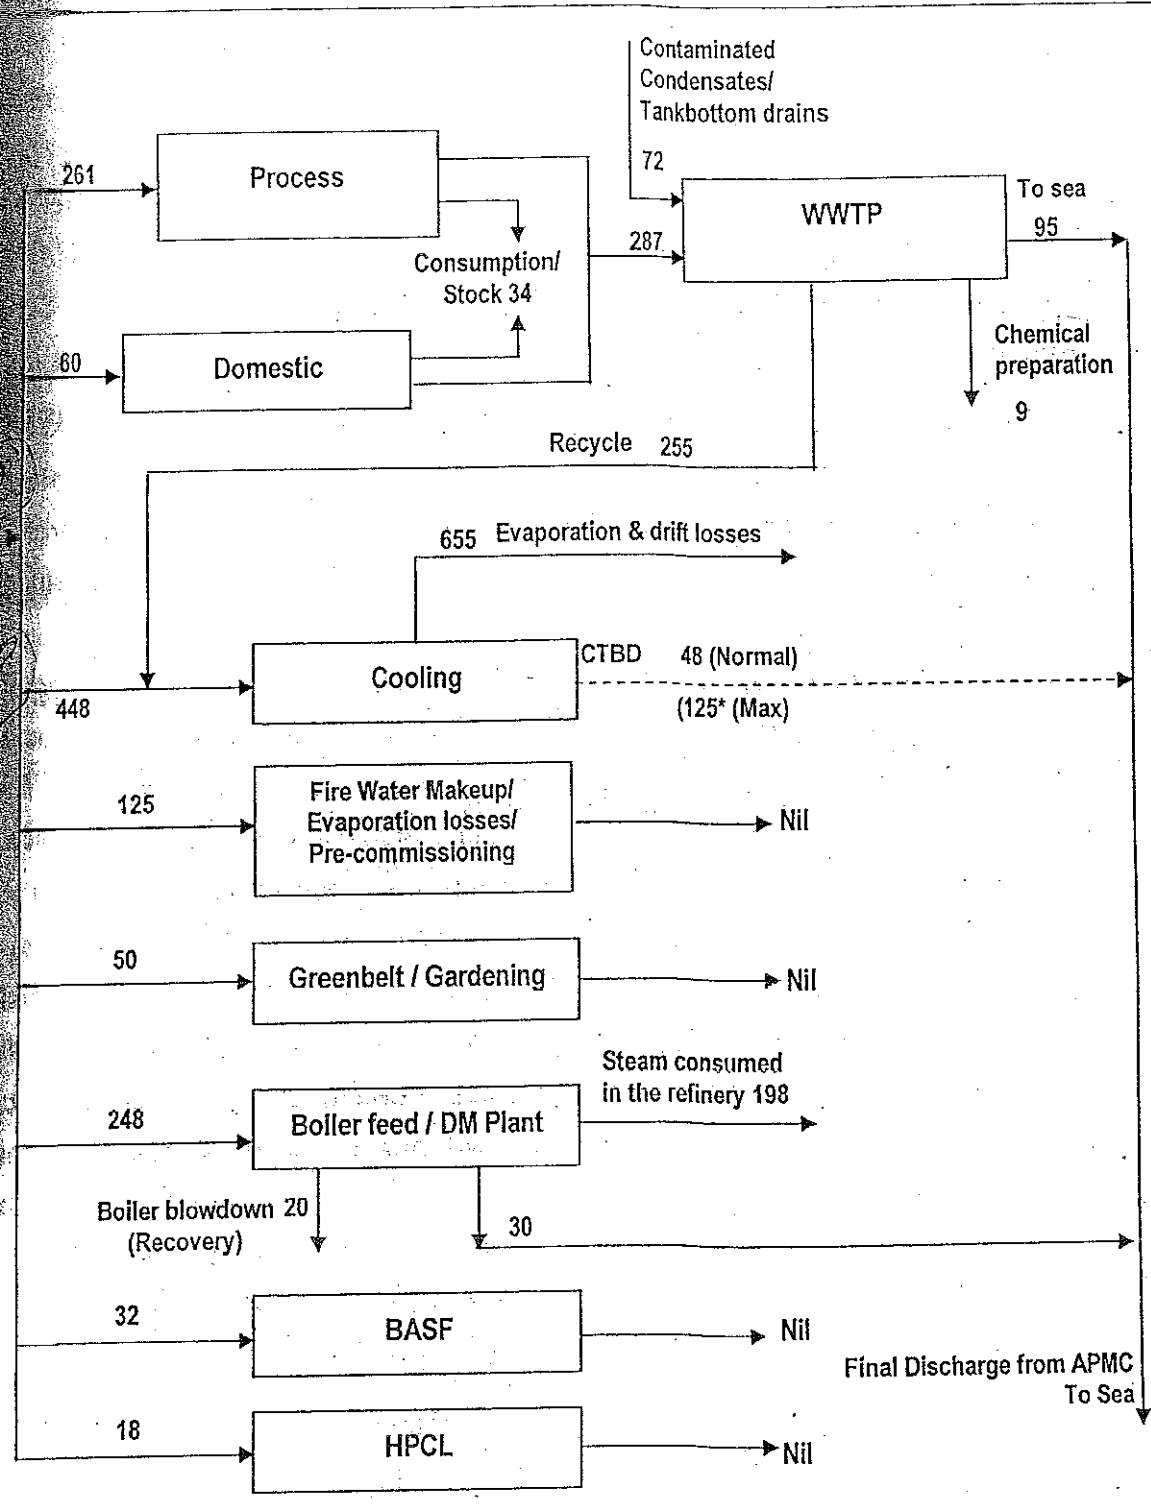 Contaminated
Condensates/
Tankbottom drains
72
261
Process
WWTP
To sea
95
287
Consumption/
Stock 34
Chemical
preparation
9
60
Domestic
Recycle 255
655 Evaporation & drift losses
Cooling
CTBD 48 (Normal)
(125* (Max)
448
125
Fire Water Makeup/
Evaporation losses/
Pre-commissioning
Nil
50
Greenbelt / Gardening
Nil
Steam consumed
in the refinery 198
248
Boiler feed / DM Plant
Boiler blowdown 20
(Recovery)
30
32
BASF
Nil
Final Discharge from APMC
To Sea
18
HPCL
Nil